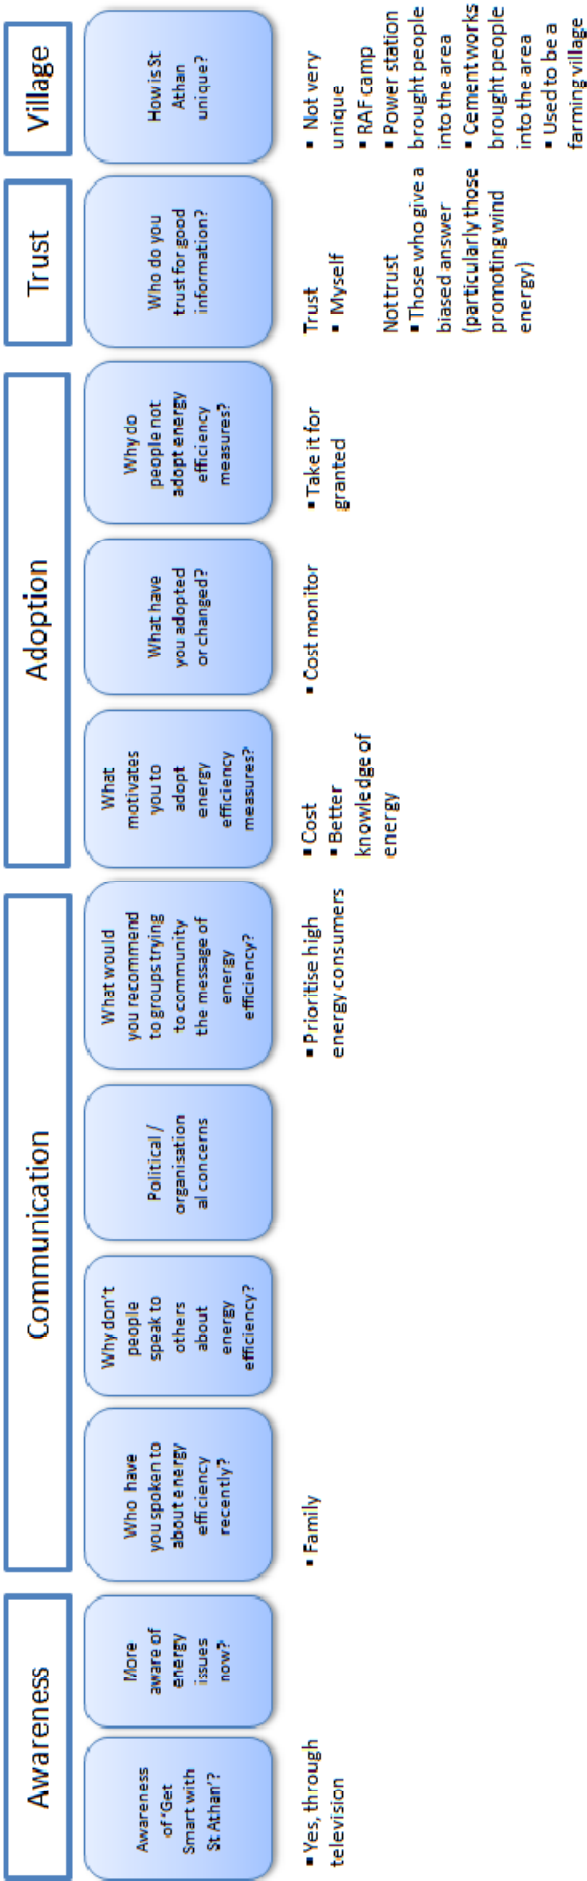 Awareness
Communication
Adoption
Trust
Village
Awareness
of 'Get
Smart with
St Athan'?
More
aware of
energy
issues
now?
Who have
you spoken to
about energy
efficiency
recently?
Why don't
people
speak to
others
about
energy
efficiency?
Political /
organisation
al concerns
What would
you recommend
to groups trying
to community
the message of
energy
efficiency?
What
motivates
you to
adopt
energy
efficiency
measures?
What have
you adopted
or changed?
Why do
people not
adopt energy
efficiency
measures?
Who do you
trust for good
information?
How is St
Athan
unique?
▪ Yes, through
television
▪ Family
▪ Prioritise high
energy consumers
▪ Cost
▪ Better
knowledge of
energy
▪ Cost monitor
▪ Take it for
granted
Trust
▪ Myself
Not trust
▪ Those who give a
biased answer
(particularly those
promoting wind
energy)
▪ Not very
unique
▪ RAF camp
▪ Power station
brought people
into the area
▪ Cement works
brought people
into the area
▪ Used to be a
farming village